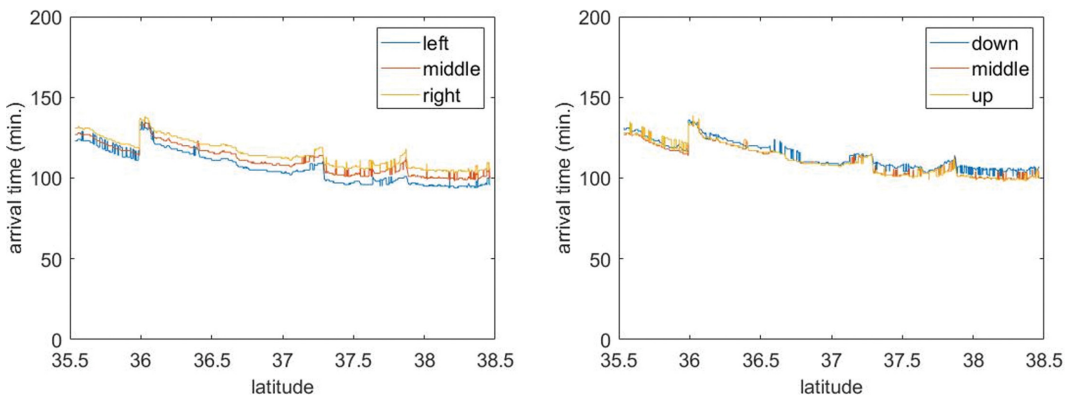 200
150
100
50
0
arrival time (min.)
35.5 36 36.5 37 37.5 38 38.5
latitude
left
middle
right
200
150
100
50
0
arrival time (min.)
35.5 36 36.5 37 37.5 38 38.5
latitude
down
middle
up